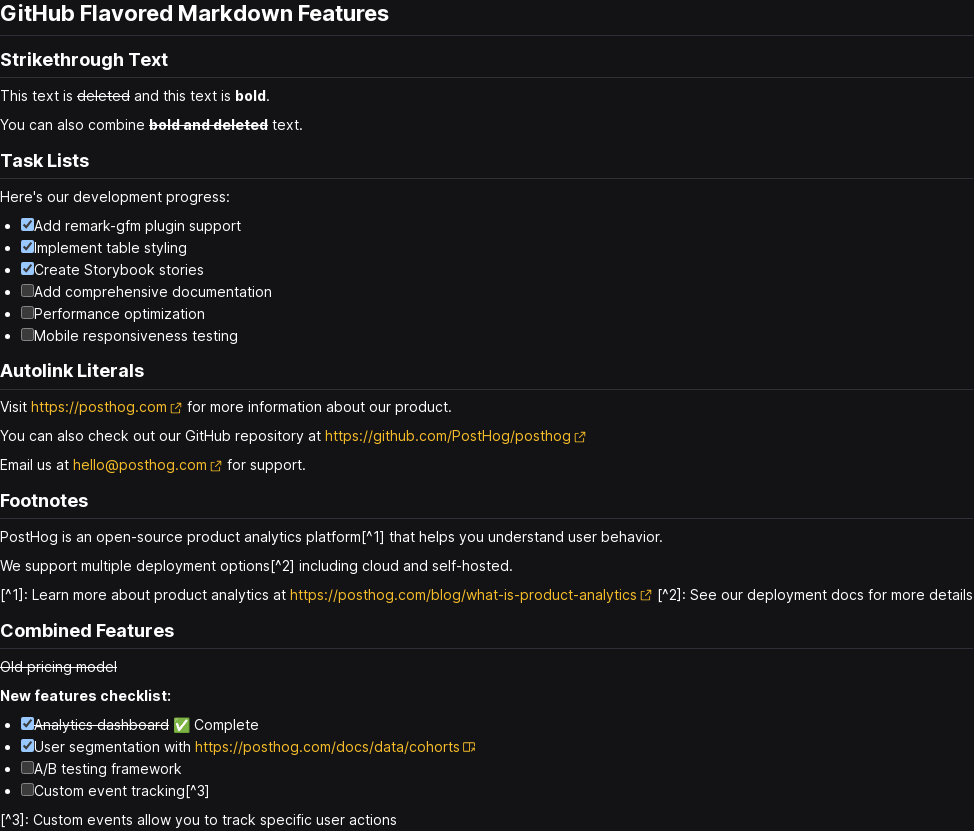 GitHub Flavored Markdown Features
Strikethrough Text
This text is deleted and this text is bold.
You can also combine bold and deleted text.
Task Lists
Here's our development progress:
Add remark-gfm plugin support
Implement table styling
Create Storybook stories
Add comprehensive documentation
Performance optimization
Mobile responsiveness testing
Autolink Literals
Visit https://posthog.com for more information about our product.
You can also check out our GitHub repository at https://github.com/PostHog/posthog
Email us at hello@posthog.com for support.
Footnotes
PostHog is an open-source product analytics platform[^1] that helps you understand user behavior.
We support multiple deployment options[^2] including cloud and self-hosted.
[^1]: Learn more about product analytics at https://posthog.com/blog/what-is-product-analytics [^2]: See our deployment docs for more details
Combined Features
Old pricing model
New features checklist:
Analytics dashboard ✅ Complete
User segmentation with https://posthog.com/docs/data/cohorts
A/B testing framework
Custom event tracking[^3]
[^3]: Custom events allow you to track specific user actions